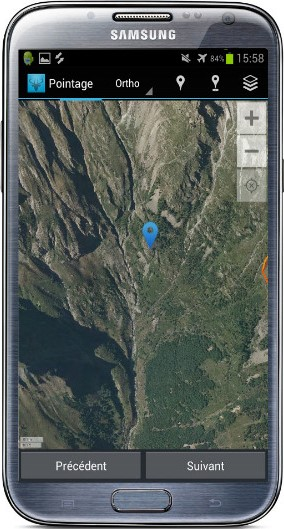 SAMSUNG
84% 15:58
Pointage Ortho
+
−
Précédent Suivant